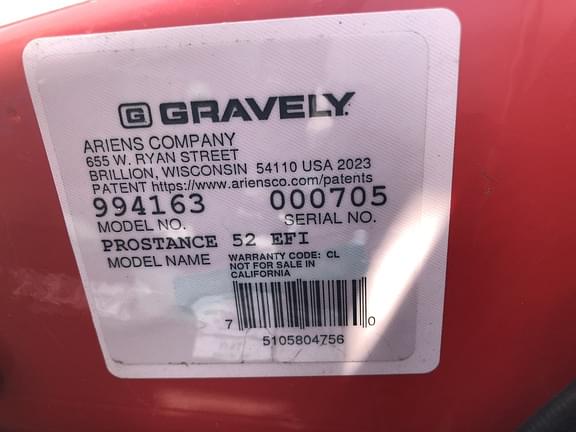 G GRAVELY.
ARIENS COMPANY
655 W. RYAN STREET
BRILLION, WISCONSIN 54110 USA 2023
PATENT https://www.ariensco.com/patents
994163 000705
MODEL NO. SERIAL NO.
PROSTANCE 52 EFI
MODEL NAME
WARRANTY CODE: CL
NOT FOR SALE IN
CALIFORNIA
7 0
5105804756